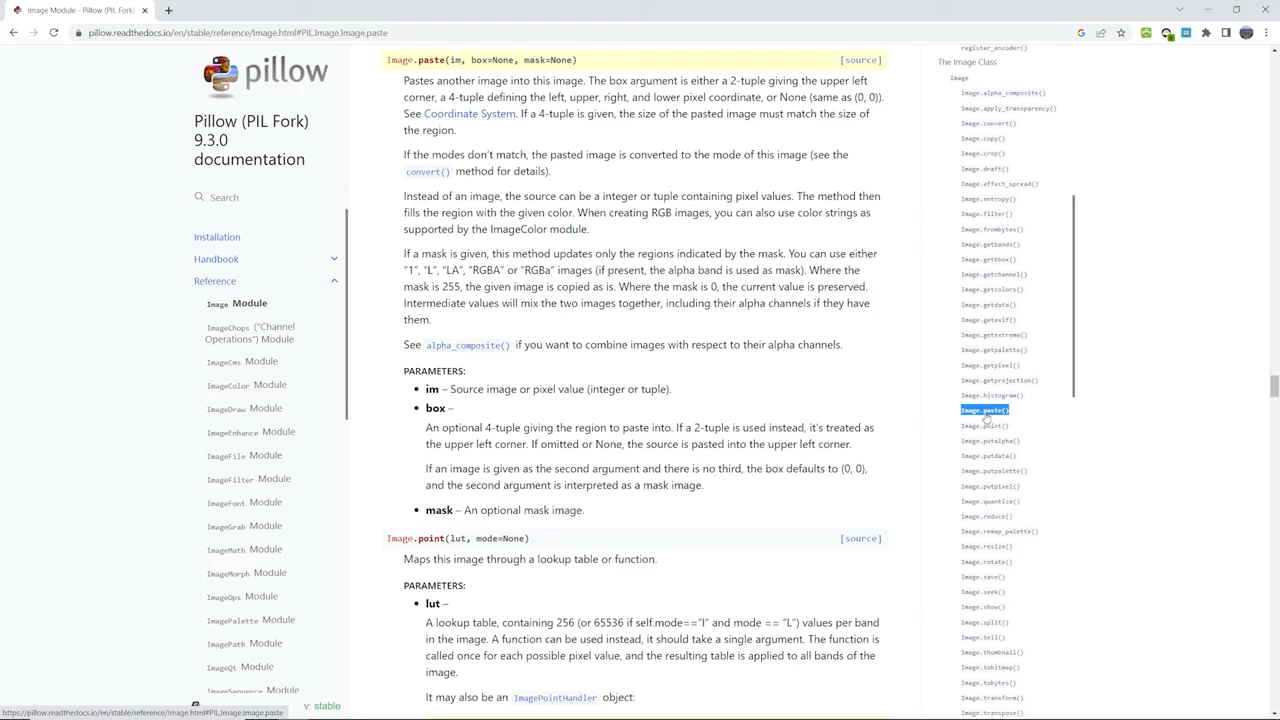 Image Module - Pillow (PIL Fork)
pillow.readthedocs.io/en/stable/reference/Image.html#PIL.Image.Image.paste
pillow
Pillow (PIL Fork)
9.3.0
documentation
Search
Installation
Handbook
Reference
Image Module
ImageChops ("Channel
Operations") Module
ImageCms Module
ImageColor Module
ImageDraw Module
ImageEnhance Module
ImageFile Module
ImageFilter Module
ImageFont Module
ImageGrab Module
ImageMath Module
ImageMorph Module
ImageOps Module
ImagePalette Module
ImagePath Module
ImageQt Module
ImageSequence Module
v: stable
https://pillow.readthedocs.io/en/stable/reference/Image.html#PIL.Image.Image.paste
Image.paste(im, box=None, mask=None) [source]
Pastes another image into this image. The box argument is either a 2-tuple giving the upper left
corner, a 4-tuple defining the left, upper, right, and lower pixel coordinate, or None (same as (0, 0)).
See Coordinate System. If a 4-tuple is given, the size of the pasted image must match the size of
the region.
If the modes don't match, the pasted image is converted to the mode of this image (see the
convert() method for details).
Instead of an image, the source can be a integer or tuple containing pixel values. The method then
fills the region with the given color. When creating RGB images, you can also use color strings as
supported by the ImageColor module.
If a mask is given, this method updates only the regions indicated by the mask. You can use either
"1", "L", "LA", "RGBA" or "RGBa" images (if present, the alpha band is used as mask). Where the
mask is 255, the given image is copied as is. Where the mask is 0, the current value is preserved.
Intermediate values will mix the two images together, including their alpha channels if they have
them.
See alpha_composite() if you want to combine images with respect to their alpha channels.
PARAMETERS:
• im – Source image or pixel value (integer or tuple).
• box –
An optional 4-tuple giving the region to paste into. If a 2-tuple is used instead, it's treated as
the upper left corner. If omitted or None, the source is pasted into the upper left corner.
If an image is given as the second argument and there is no third, the box defaults to (0, 0),
and the second argument is interpreted as a mask image.
• mask – An optional mask image.
Image.point(lut, mode=None) [source]
Maps this image through a lookup table or function.
PARAMETERS:
• lut –
A lookup table, containing 256 (or 65536 if self.mode=="I" and mode == "L") values per band
in the image. A function can be used instead, it should take a single argument. The function is
called once for each possible pixel value, and the resulting table is applied to all bands of the
image.
It may also be an ImagePointHandler object:
register_encoder()
The Image Class
Image
Image.alpha_composite()
Image.apply_transparency()
Image.convert()
Image.copy()
Image.crop()
Image.draft()
Image.effect_spread()
Image.entropy()
Image.filter()
Image.frombytes()
Image.getbands()
Image.getbbox()
Image.getchannel()
Image.getcolors()
Image.getdata()
Image.getexif()
Image.getextrema()
Image.getpalette()
Image.getpixel()
Image.getprojection()
Image.histogram()
Image.paste()
Image.point()
Image.putalpha()
Image.putdata()
Image.putpalette()
Image.putpixel()
Image.quantize()
Image.reduce()
Image.remap_palette()
Image.resize()
Image.rotate()
Image.save()
Image.seek()
Image.show()
Image.split()
Image.tell()
Image.thumbnail()
Image.tobitmap()
Image.tobytes()
Image.transform()
Image.transpose()